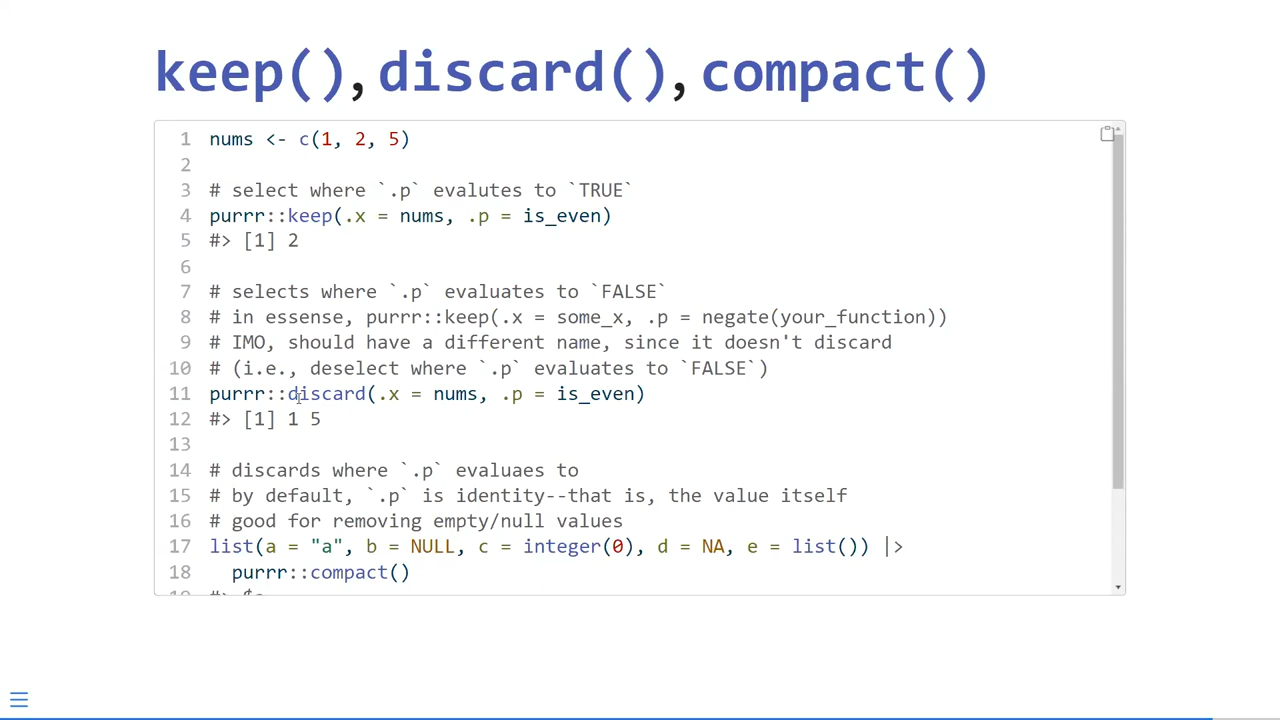 keep(), discard(), compact()
1 nums <- c(1, 2, 5)
2
3 # select where `.p` evalutes to `TRUE`
4 purrr::keep(.x = nums, .p = is_even)
5 #> [1] 2
6
7 # selects where `.p` evaluates to `FALSE`
8 # in essense, purrr::keep(.x = some_x, .p = negate(your_function))
9 # IMO, should have a different name, since it doesn't discard
10 # (i.e., deselect where `.p` evaluates to `FALSE`)
11 purrr::discard(.x = nums, .p = is_even)
12 #> [1] 1 5
13
14 # discards where `.p` evaluaes to
15 # by default, `.p` is identity--that is, the value itself
16 # good for removing empty/null values
17 list(a = "a", b = NULL, c = integer(0), d = NA, e = list()) |>
18 purrr::compact()